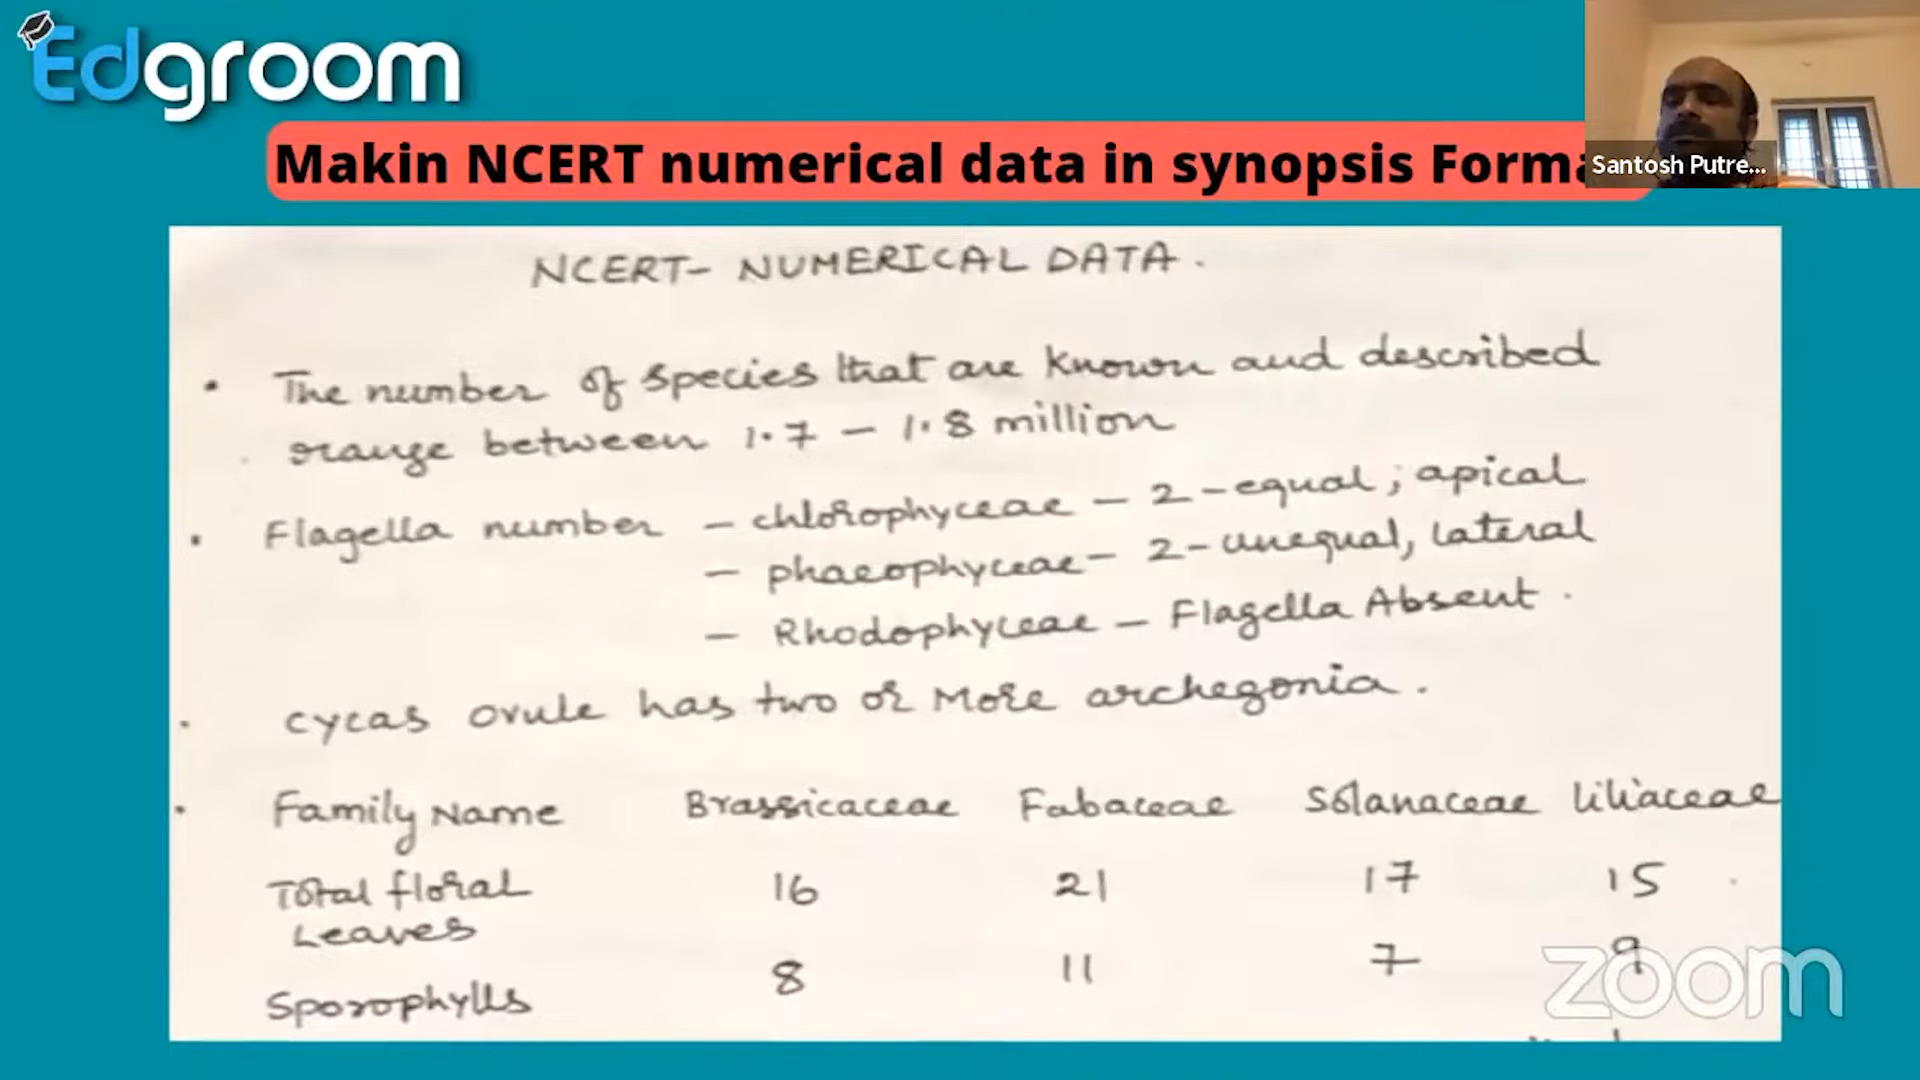 Edgroom
Makin NCERT numerical data in synopsis Forma
Santosh Putre...
NCERT- NUMERICAL DATA.
• The number of species that are known and described
range between 1.7 - 1.8 million
• Flagella number - chlorophyceae - 2-equal; apical
- phaeophyceae - 2-unequal, lateral
- Rhodophyceae - Flagella Absent.
• cycas ovule has two or More archegonia.
• Family Name Brassicaceae Fabaceae Solanaceae liliaceae
Total floral 16 21 17 15
Leaves
Sporophylls 8 11 7 9
zoom